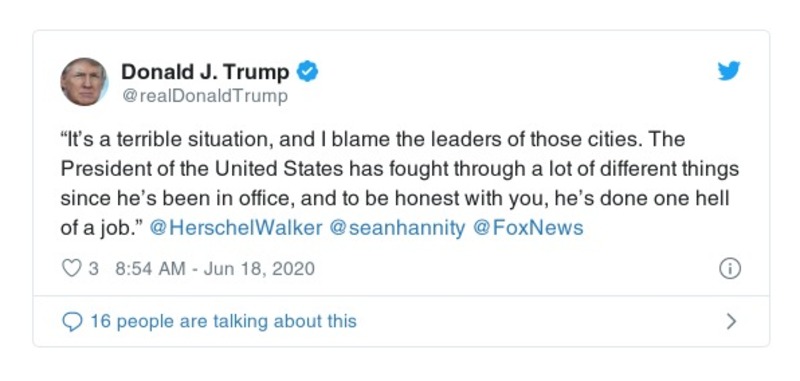 Donald J. Trump
@realDonaldTrump
“It’s a terrible situation, and I blame the leaders of those cities. The
President of the United States has fought through a lot of different things
since he’s been in office, and to be honest with you, he’s done one hell
of a job.” @HerschelWalker @seanhannity @FoxNews
3 8:54 AM - Jun 18, 2020
16 people are talking about this